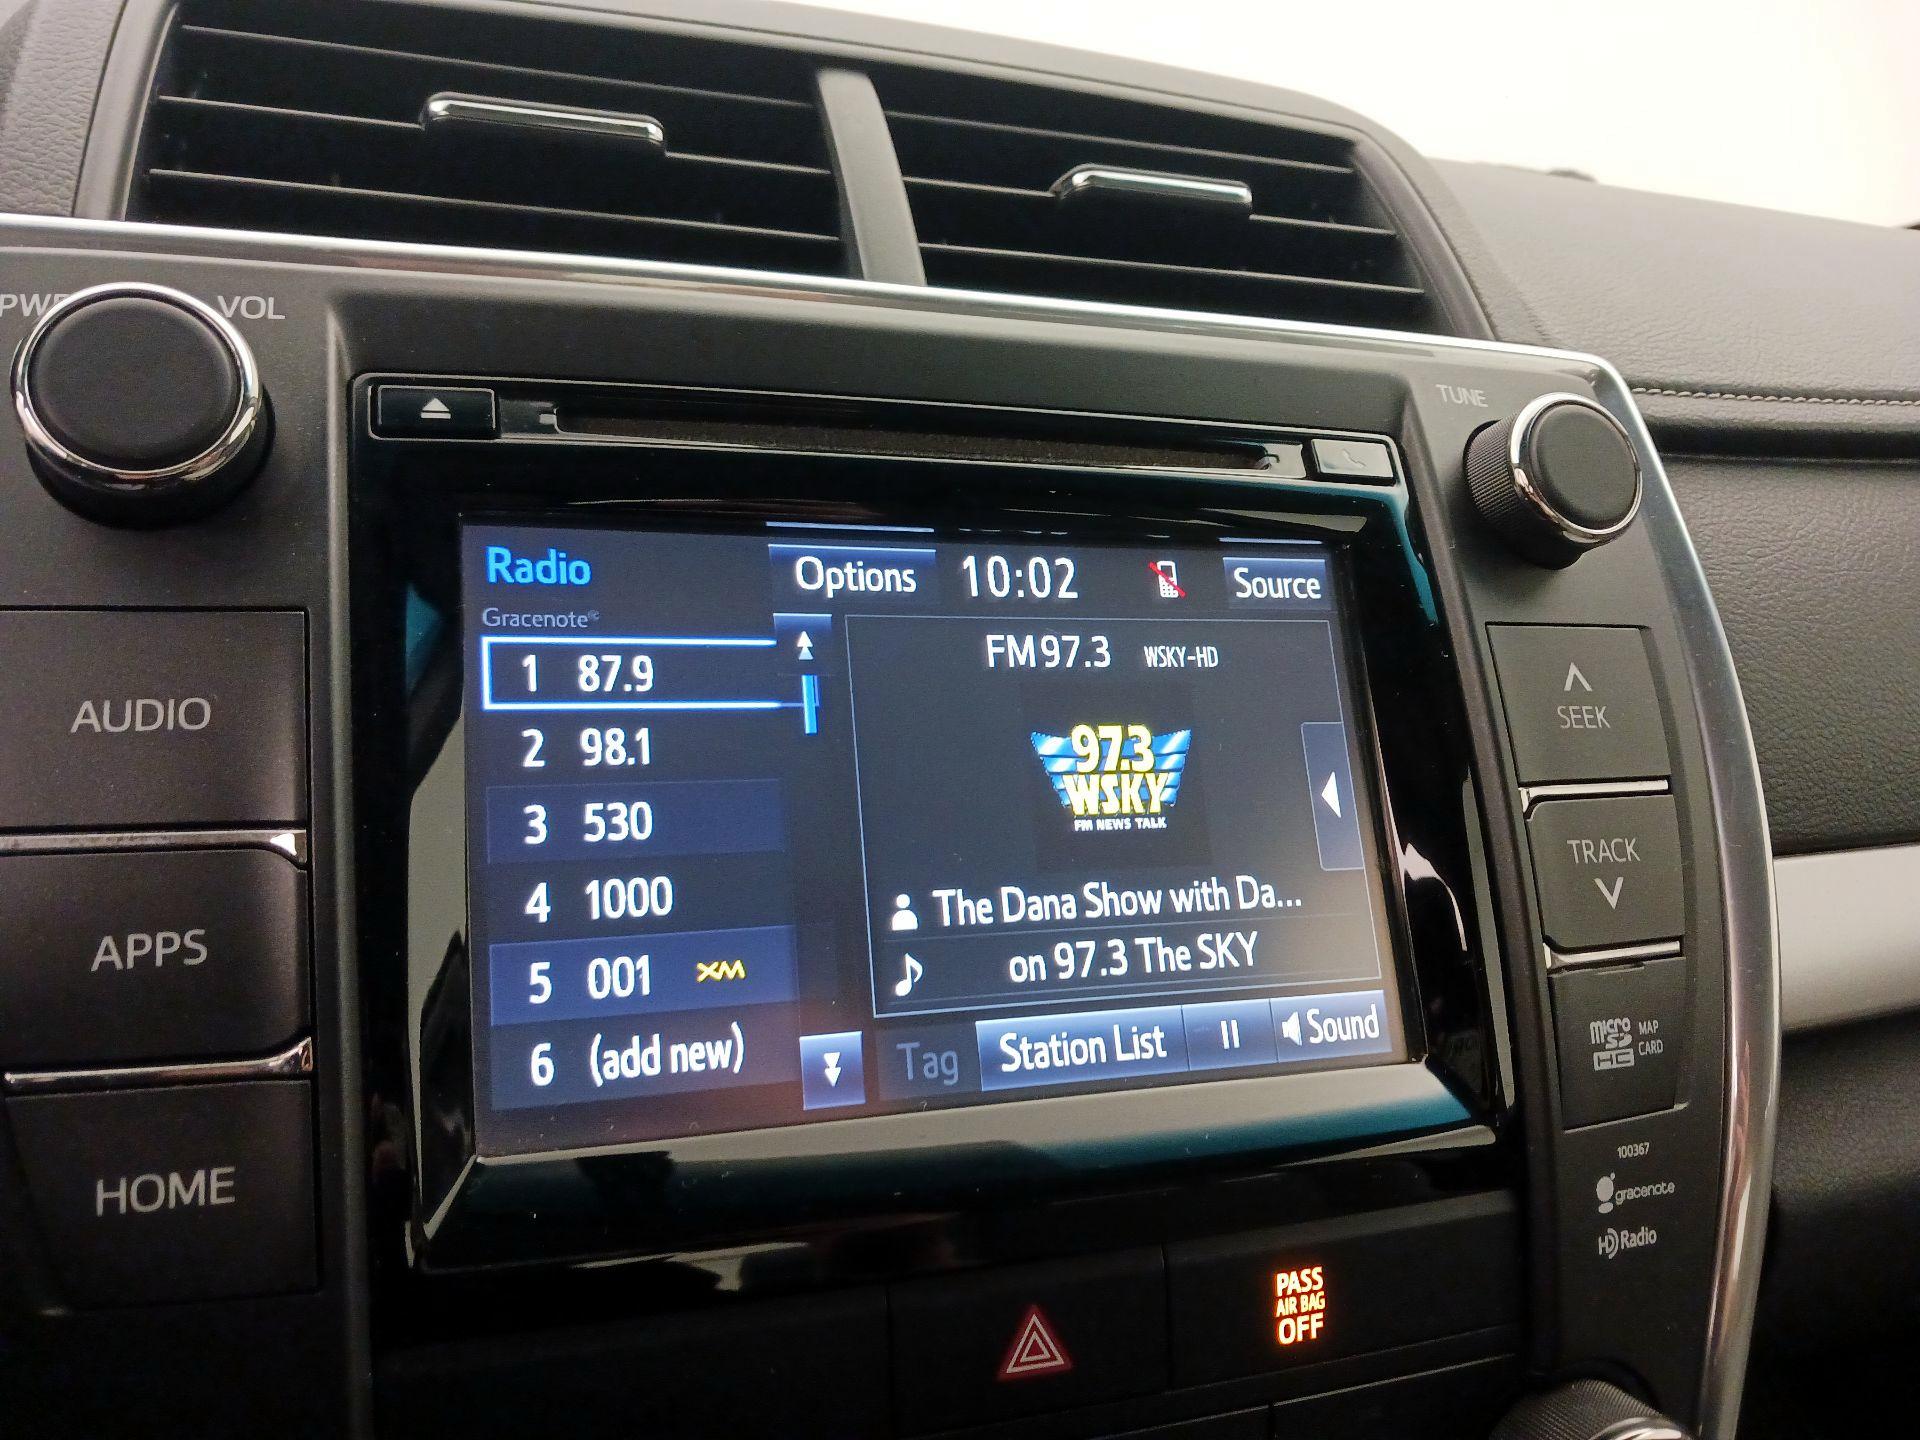 PWR
VOL
TUNE
Radio
Options
10:02
Source
Gracenote®
1 87.9
2 98.1
3 530
4 1000
5 001 XM
6 (add new)
FM 97.3 WSKY-HD
97.3
WSKY
FM NEWS TALK
The Dana Show with Da...
on 97.3 The SKY
Tag
Station List
Sound
AUDIO
APPS
HOME
SEEK
TRACK
micro
SD
HC
MAP
CARD
100367
gracenote
HD Radio
PASS
AIR BAG
OFF